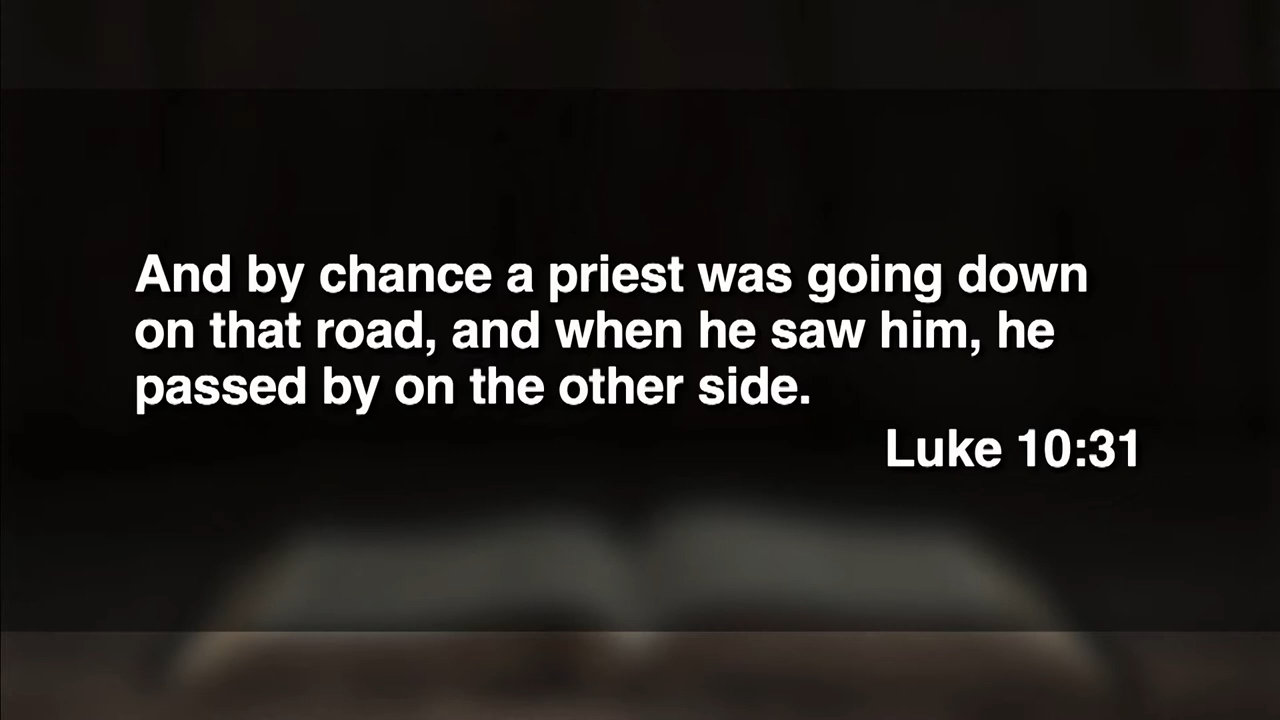 And by chance a priest was going down
on that road, and when he saw him, he
passed by on the other side.
Luke 10:31